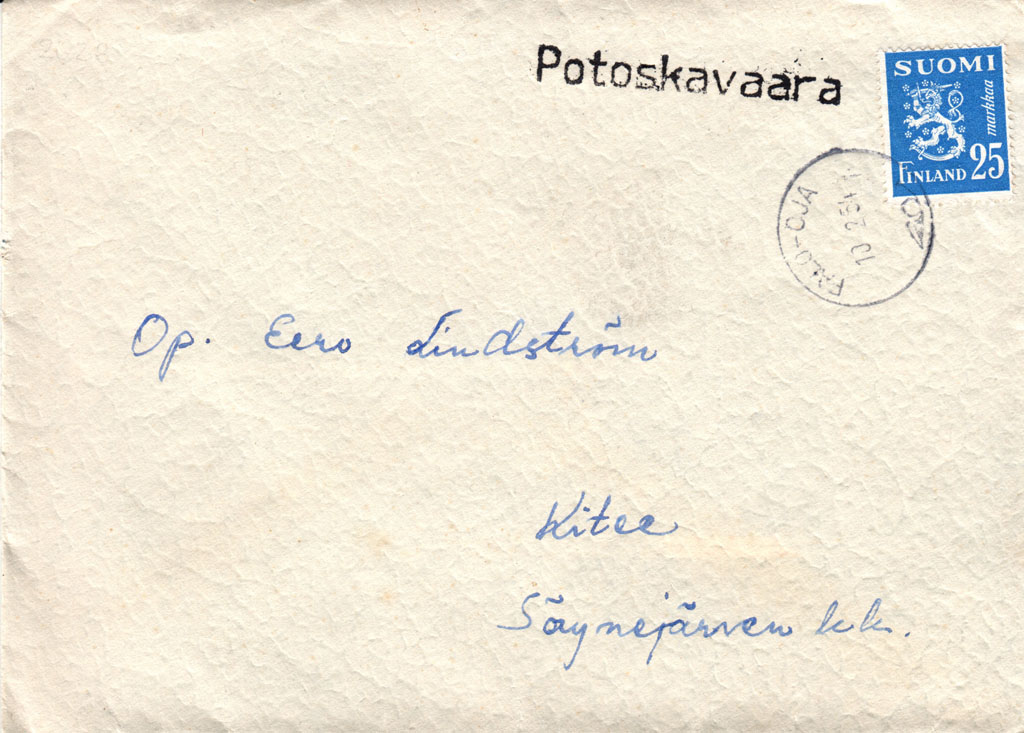 Potoskavaara
SUOMI
markkaa
FINLAND 25
Op. Eero Lindström
Kitee
Säynejärven kk.